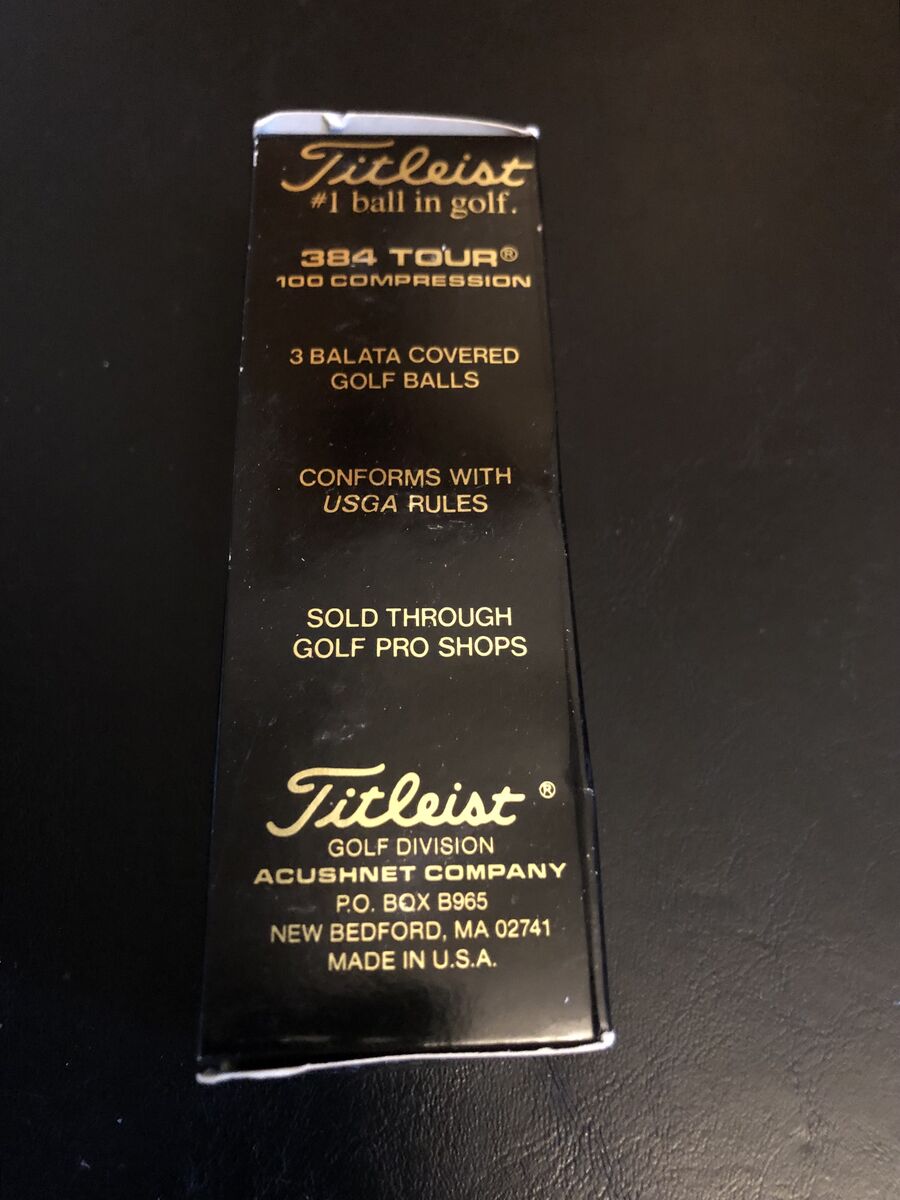 Titleist
#1 ball in golf.
384 TOUR®
100 COMPRESSION
3 BALATA COVERED
GOLF BALLS
CONFORMS WITH
USGA RULES
SOLD THROUGH
GOLF PRO SHOPS
Titleist®
GOLF DIVISION
ACUSHNET COMPANY
P.O. BOX B965
NEW BEDFORD, MA 02741
MADE IN U.S.A.